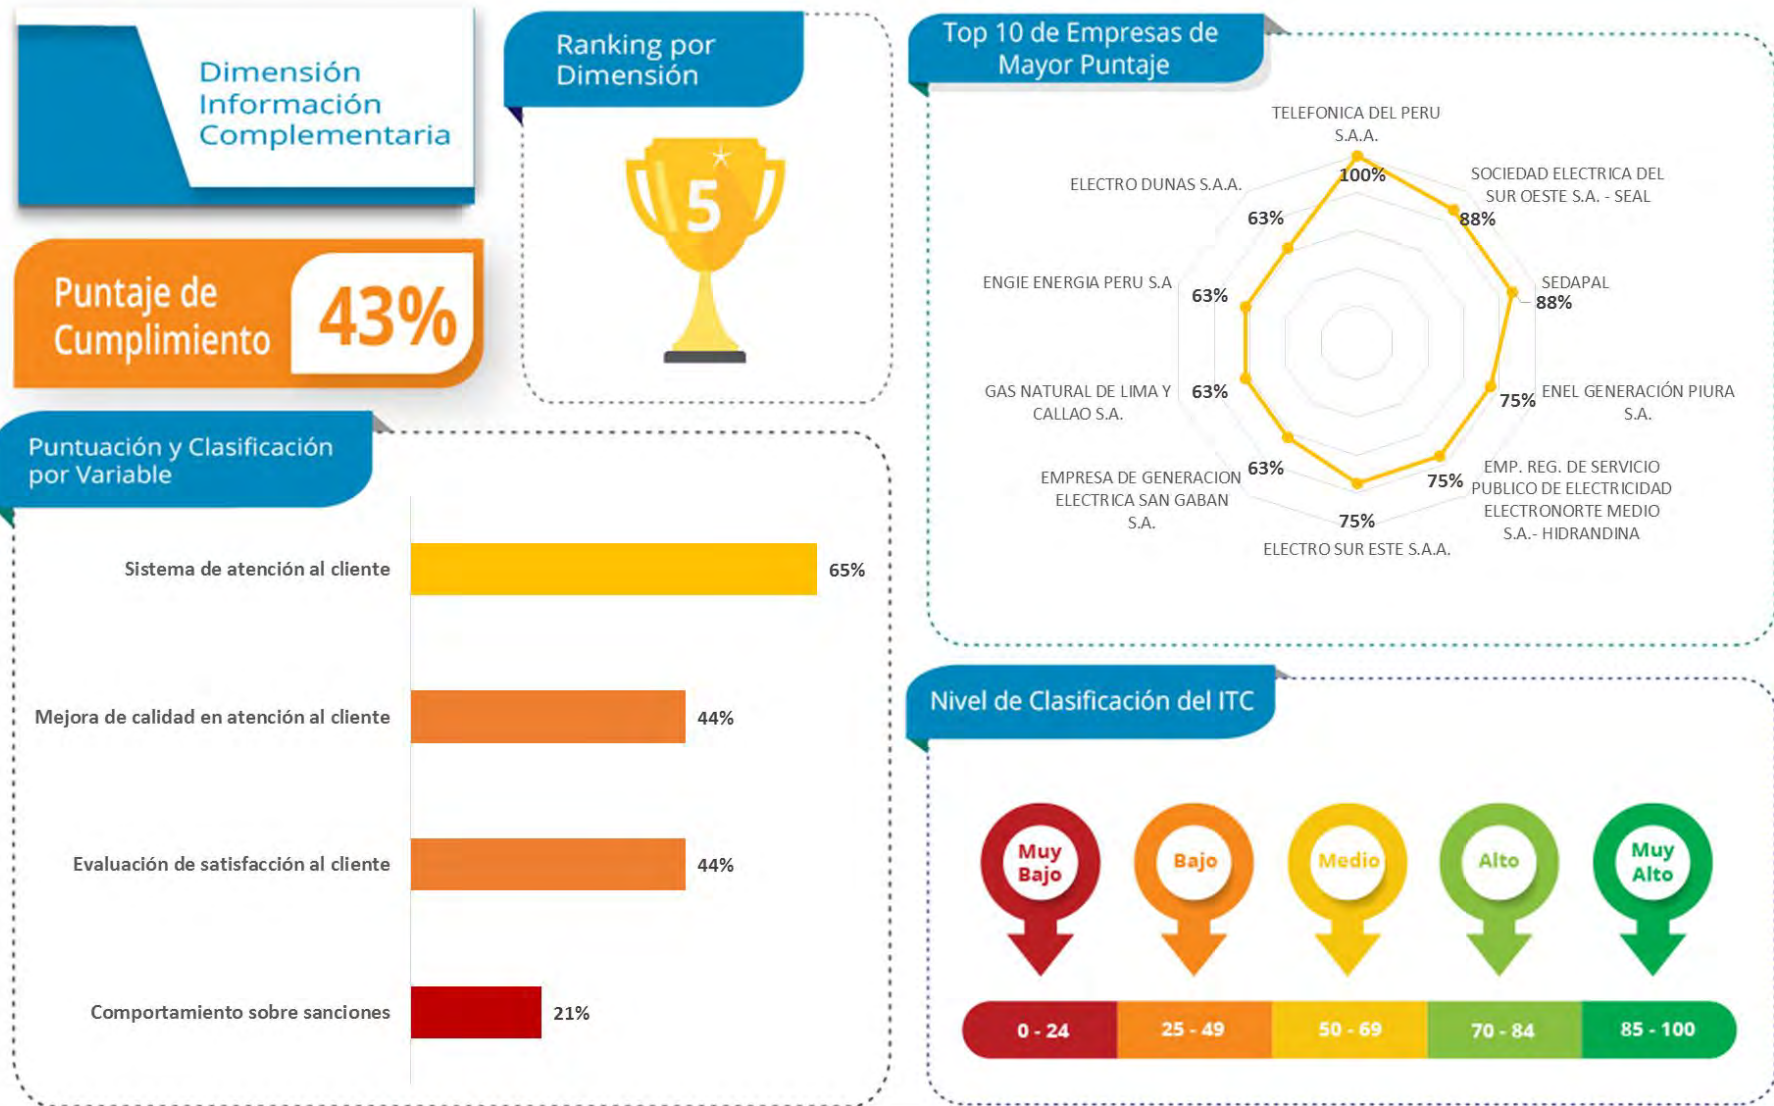 Dimensión
Información
Complementaria
Puntaje de
Cumplimiento
43%
Ranking por
Dimensión
5
Puntuación y Clasificación
por Variable
Sistema de atención al cliente
65%
Mejora de calidad en atención al cliente
44%
Evaluación de satisfacción al cliente
44%
Comportamiento sobre sanciones
21%
Top 10 de Empresas de
Mayor Puntaje
TELEFONICA DEL PERU
S.A.A.
100%
SOCIEDAD ELECTRICA DEL
SUR OESTE S.A. - SEAL
88%
SEDAPAL
88%
ENEL GENERACIÓN PIURA
S.A.
75%
EMP. REG. DE SERVICIO
PUBLICO DE ELECTRICIDAD
ELECTRONORTE MEDIO
S.A.- HIDRANDINA
75%
75%
ELECTRO SUR ESTE S.A.A.
63%
EMPRESA DE GENERACION
ELECTRICA SAN GABAN
S.A.
63%
GAS NATURAL DE LIMA Y
CALLAO S.A.
63%
ENGIE ENERGIA PERU S.A
63%
ELECTRO DUNAS S.A.A.
Nivel de Clasificación del ITC
Muy
Bajo
Bajo
Medio
Alto
Muy
Alto
0 - 24
25 - 49
50 - 69
70 - 84
85 - 100